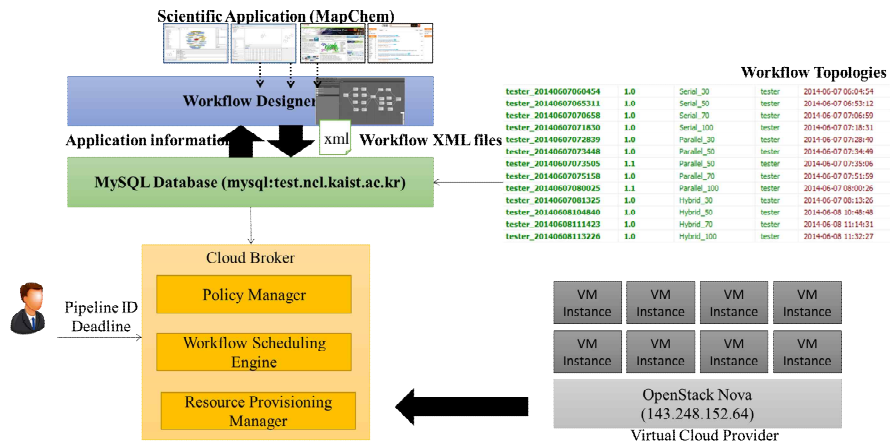 Scientific Application (MapChem)
Workflow Designer
Application information
xml
Workflow XML files
MySQL Database (mysql:test.ncl.kaist.ac.kr)
Workflow Topologies
tester_20140607060454 1.0 Serial_30 tester 2014-06-07 06:04:54
tester_20140607065311 1.0 Serial_50 tester 2014-06-07 06:53:12
tester_20140607070658 1.0 Serial_70 tester 2014-06-07 07:06:59
tester_20140607071830 1.0 Serial_100 tester 2014-06-07 07:18:31
tester_20140607072839 1.0 Parallel_30 tester 2014-06-07 07:28:40
tester_20140607073448 1.0 Parallel_50 tester 2014-06-07 07:34:49
tester_20140607073505 1.1 Parallel_50 tester 2014-06-07 07:35:06
tester_20140607075158 1.0 Parallel_70 tester 2014-06-07 07:51:59
tester_20140607080025 1.1 Parallel_100 tester 2014-06-07 08:00:26
tester_20140607081325 1.0 Hybrid_30 tester 2014-06-07 08:13:26
tester_20140608104840 1.0 Hybrid_50 tester 2014-06-08 10:48:48
tester_20140608111423 1.0 Hybrid_70 tester 2014-06-08 11:14:31
tester_20140608113226 1.0 Hybrid_100 tester 2014-06-08 11:32:27
Cloud Broker
Policy Manager
Workflow Scheduling
Engine
Resource Provisioning
Manager
Pipeline ID
Deadline
VM
Instance
VM
Instance
VM
Instance
VM
Instance
VM
Instance
VM
Instance
VM
Instance
VM
Instance
OpenStack Nova
(143.248.152.64)
Virtual Cloud Provider